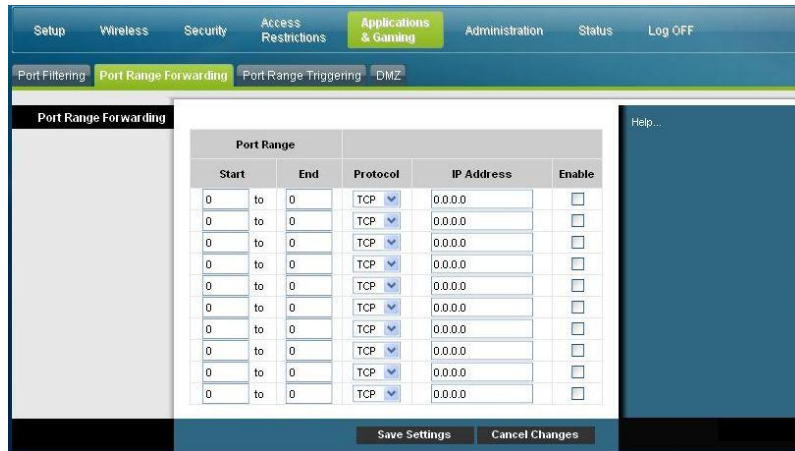 Setup Wireless Security Access Restrictions Applications & Gaming Administration Status Log OFF
Port Filtering Port Range Forwarding Port Range Triggering DMZ
Port Range Forwarding
Help...
Port Range
Start End Protocol IP Address Enable
0 to 0 TCP 0.0.0.0
0 to 0 TCP 0.0.0.0
0 to 0 TCP 0.0.0.0
0 to 0 TCP 0.0.0.0
0 to 0 TCP 0.0.0.0
0 to 0 TCP 0.0.0.0
0 to 0 TCP 0.0.0.0
0 to 0 TCP 0.0.0.0
0 to 0 TCP 0.0.0.0
0 to 0 TCP 0.0.0.0
Save Settings Cancel Changes